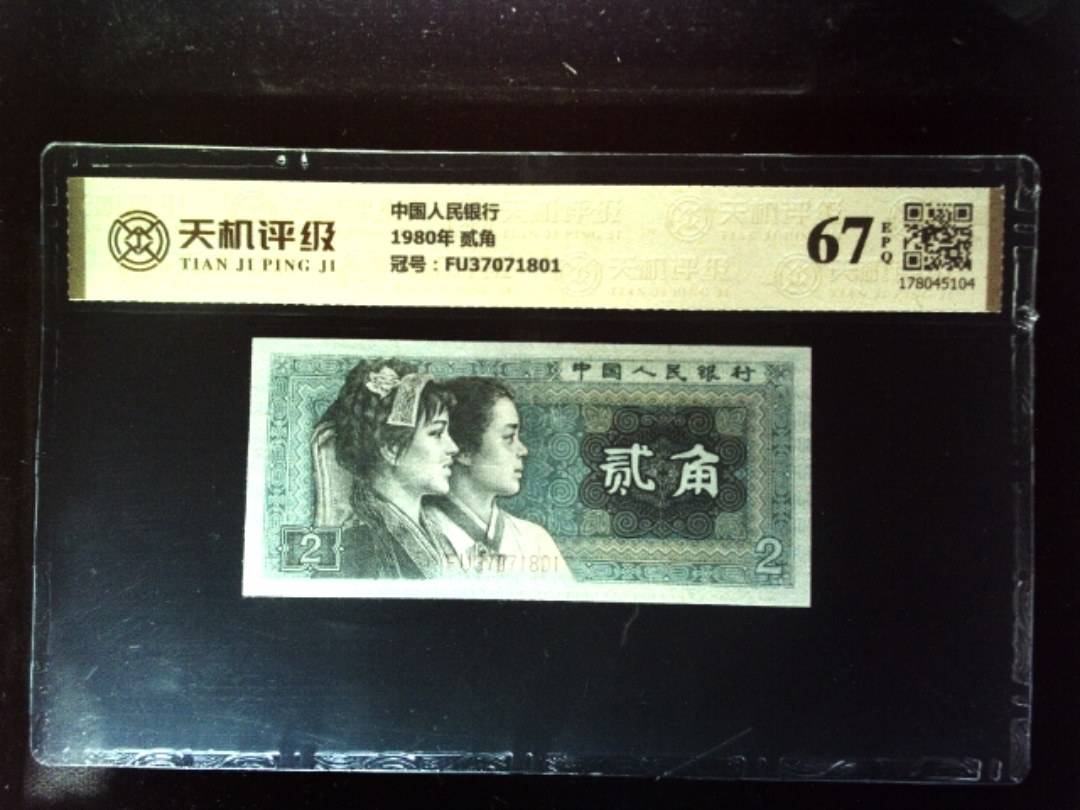 天机评级
TIAN JI PING JI
中国人民银行
1980年 贰角
冠号：FU37071801
67
EPQ
178045104
中国人民银行
贰角
2
FU37071801
2